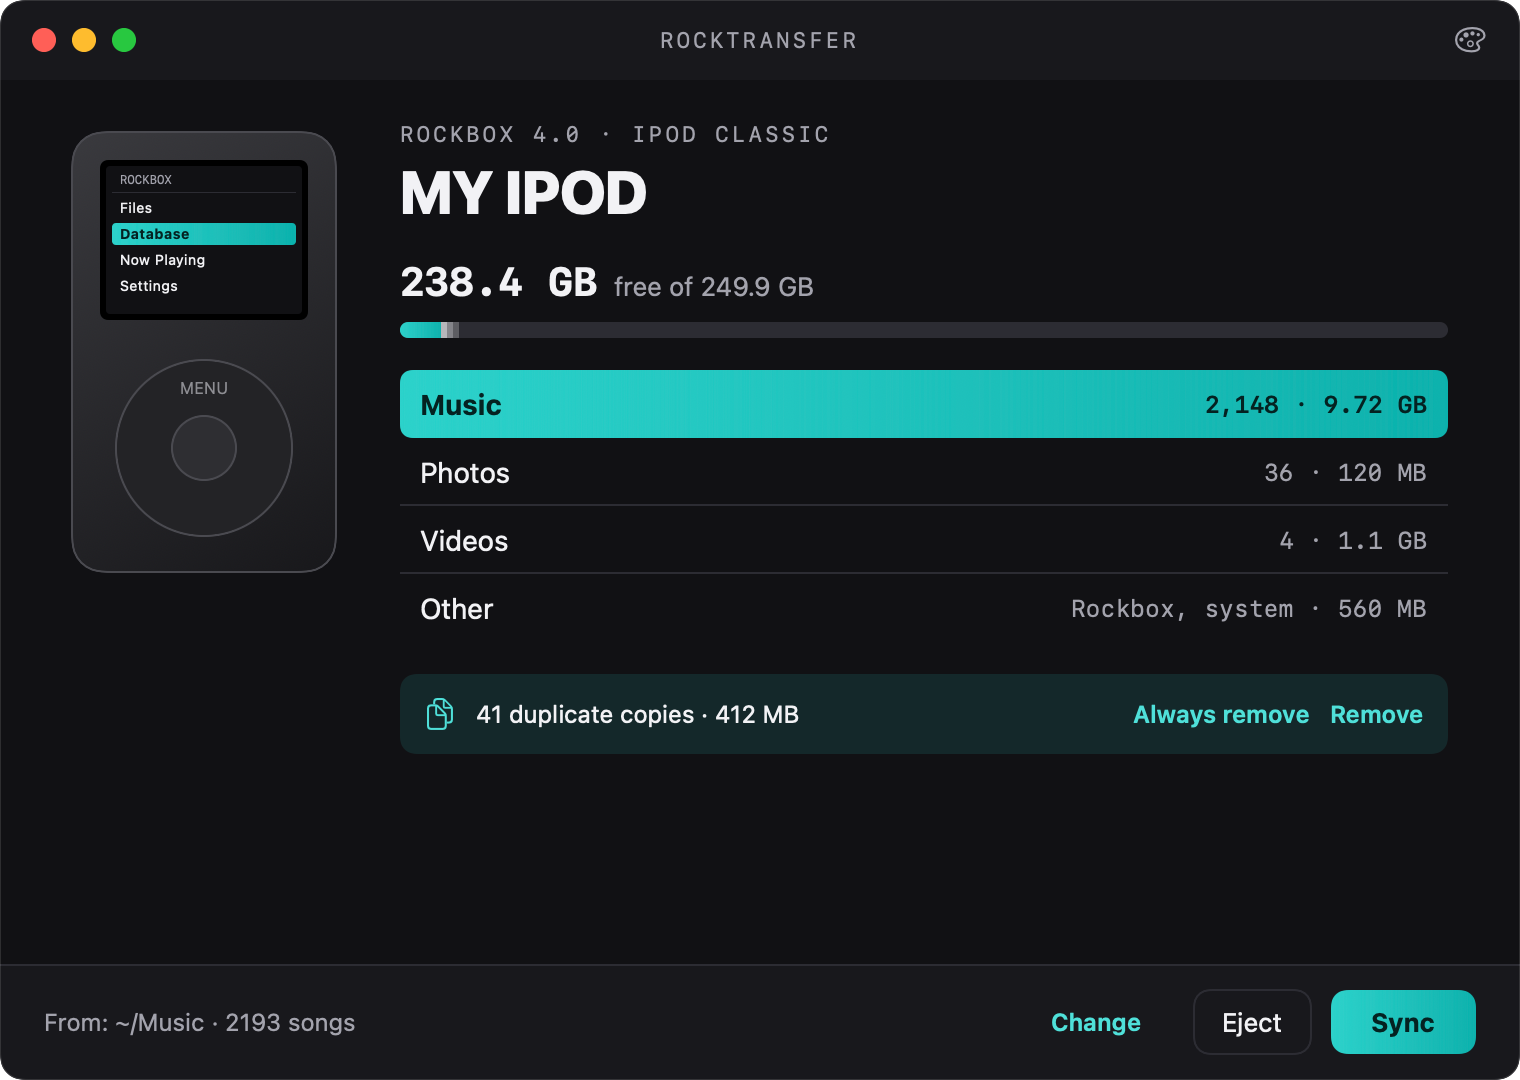 ROCKTRANSFER
ROCKBOX
Files
Database
Now Playing
Settings
MENU
ROCKBOX 4.0 · IPOD CLASSIC
MY IPOD
238.4 GB free of 249.9 GB
Music 2,148 · 9.72 GB
Photos 36 · 120 MB
Videos 4 · 1.1 GB
Other Rockbox, system · 560 MB
41 duplicate copies · 412 MB Always remove Remove
From: ~/Music · 2193 songs Change Eject Sync